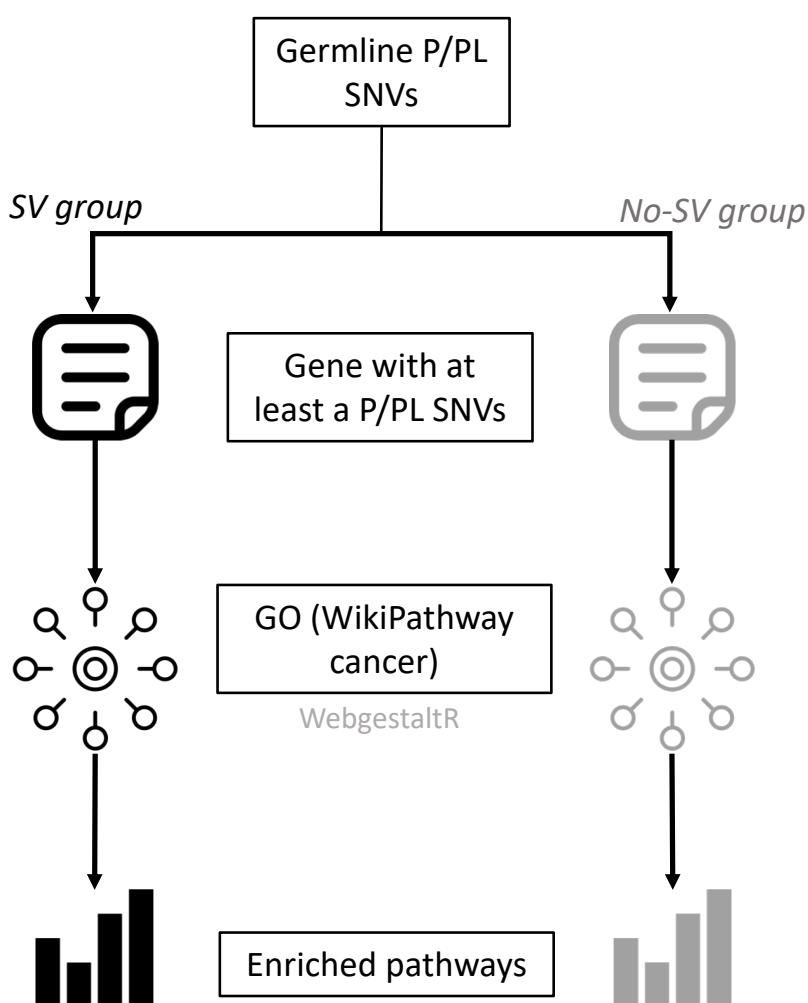 Germline P/PL
SNVs
SV group
No-SV group
Gene with at
least a P/PL SNVs
GO (WikiPathway
cancer)
WebgestaltR
Enriched pathways